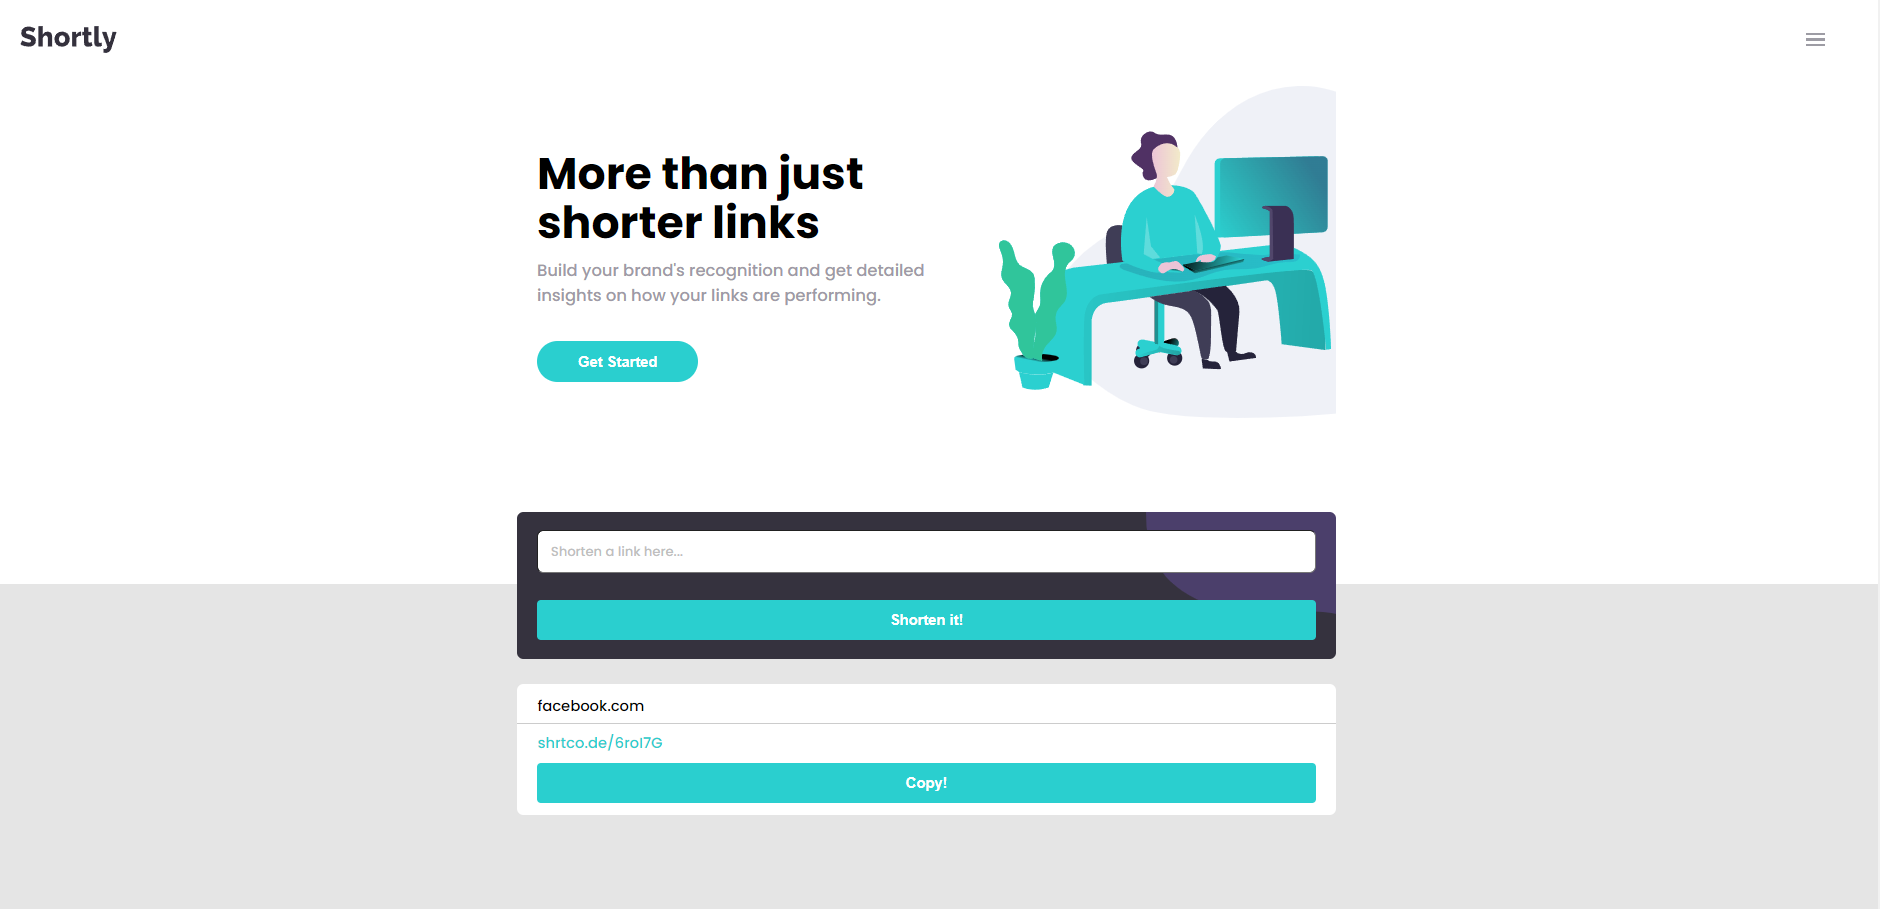 Shortly
More than just
shorter links
Build your brand's recognition and get detailed
insights on how your links are performing.
Get Started
Shorten a link here...
Shorten it!
facebook.com
shrtco.de/6roI7G
Copy!